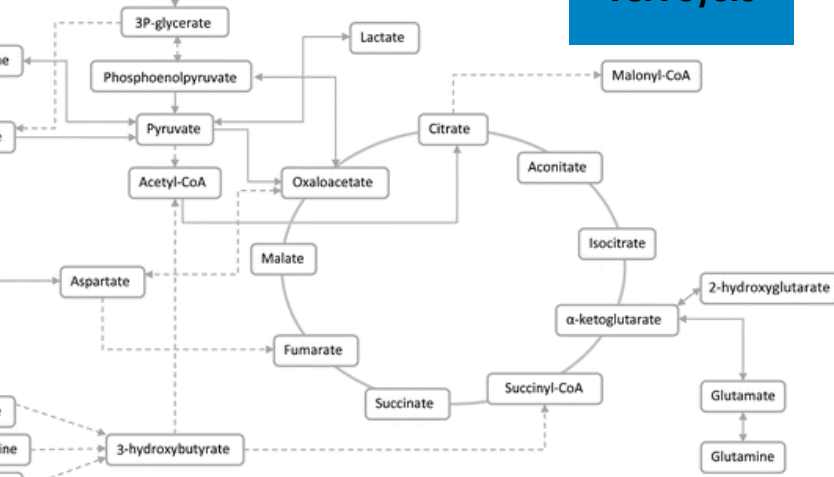 3P-glycerate
Lactate
Phosphoenolpyruvate
Malonyl-CoA
Pyruvate
Citrate
Aconitate
Acetyl-CoA
Oxaloacetate
Isocitrate
Malate
Aspartate
2-hydroxyglutarate
α-ketoglutarate
Fumarate
Succinyl-CoA
Succinate
Glutamate
3-hydroxybutyrate
Glutamine